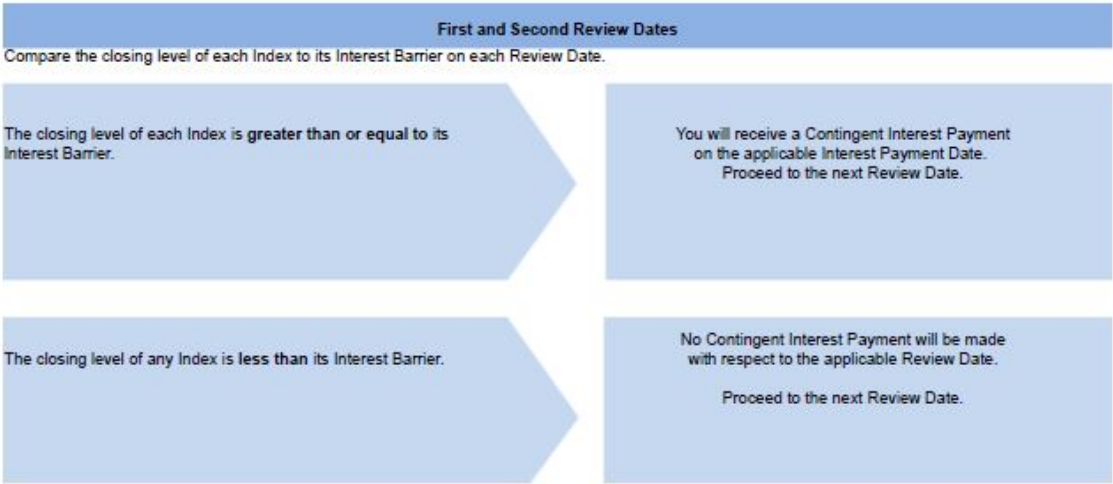 First and Second Review Dates
Compare the closing level of each Index to its Interest Barrier on each Review Date.
The closing level of each Index is greater than or equal to its
Interest Barrier.
You will receive a Contingent Interest Payment
on the applicable Interest Payment Date.
Proceed to the next Review Date.
The closing level of any Index is less than its Interest Barrier.
No Contingent Interest Payment will be made
with respect to the applicable Review Date.
Proceed to the next Review Date.